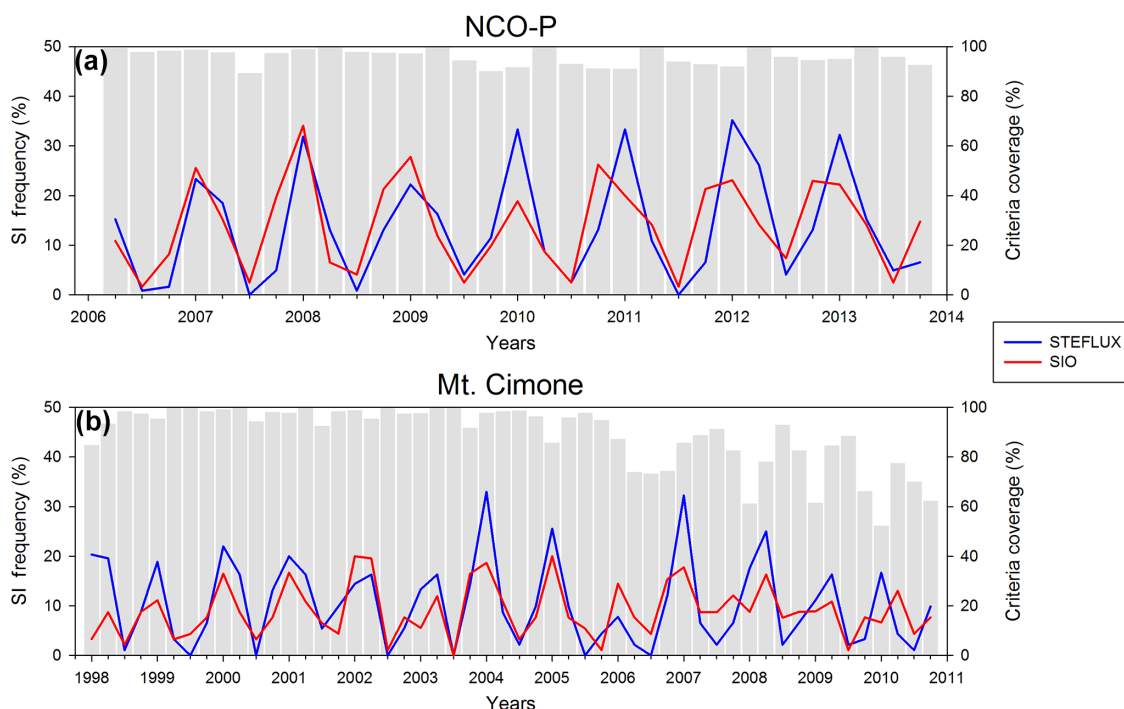 NCO-P
(a)
50
40
30
20
10
0
SI frequency (%)
100
80
60
40
20
0
Criteria coverage (%)
2006 2007 2008 2009 2010 2011 2012 2013 2014
Years
STEFLUX
SIO
Mt. Cimone
(b)
50
40
30
20
10
0
SI frequency (%)
100
80
60
40
20
0
Criteria coverage (%)
1998 1999 2000 2001 2002 2003 2004 2005 2006 2007 2008 2009 2010 2011
Years